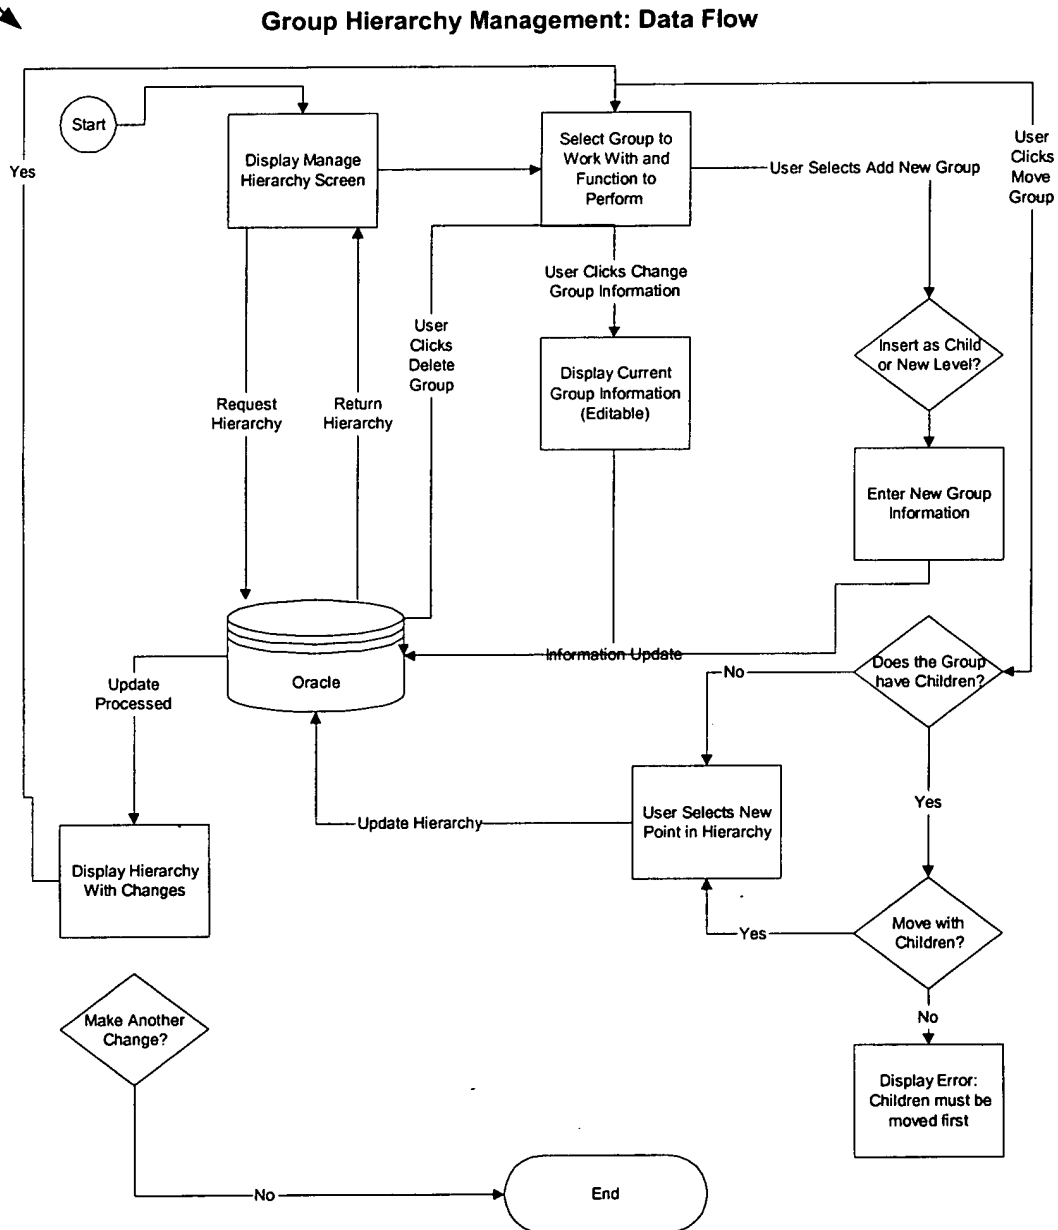 Group Hierarchy Management: Data Flow
Start
Yes
Display Manage
Hierarchy Screen
Select Group to
Work With and
Function to
Perform
User Selects Add New Group
User
Clicks
Move
Group
User Clicks Change
Group Information
User
Clicks
Delete
Group
Insert as Child
or New Level?
Display Current
Group Information
(Editable)
Request
Hierarchy
Return
Hierarchy
Enter New Group
Information
Information Update
Oracle
Update
Processed
No
Does the Group
have Children?
Yes
User Selects New
Point in Hierarchy
Update Hierarchy
Display Hierarchy
With Changes
Yes
Move with
Children?
No
Make Another
Change?
Display Error:
Children must be
moved first
No
End